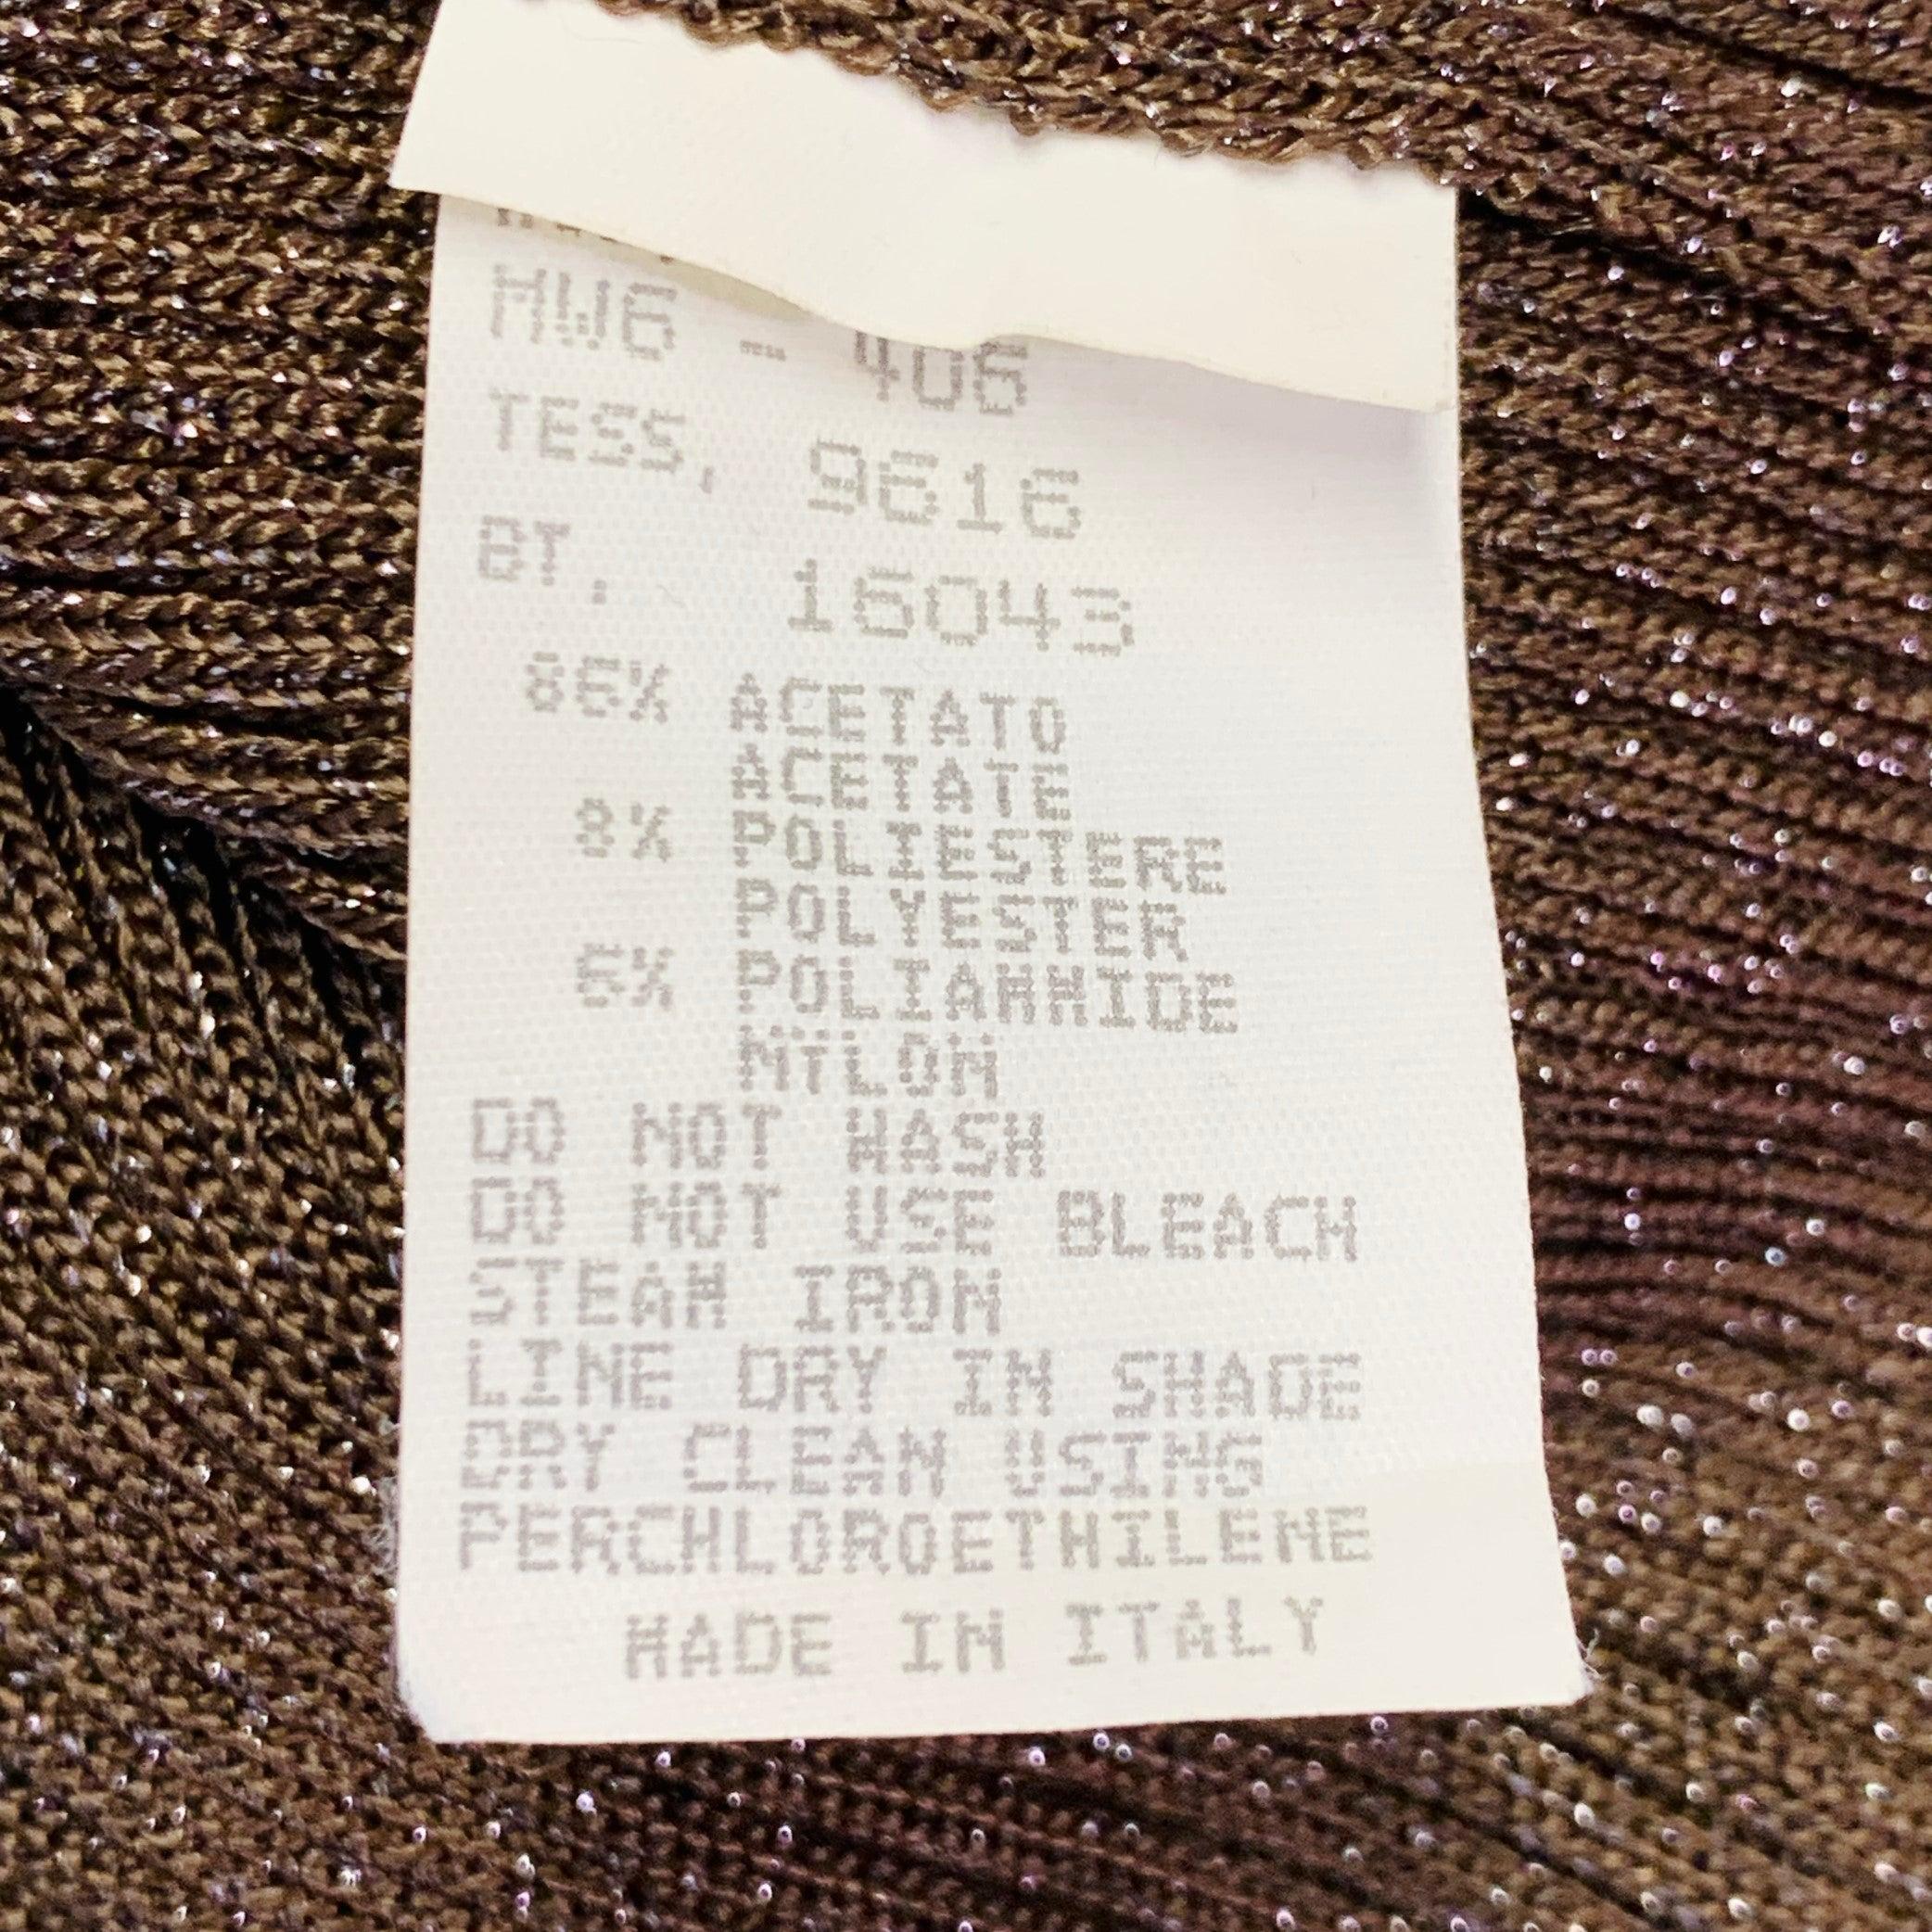 MWG - 406
TESS, 9616
BT. 16043
86% ACETATO
ACETATE
8% POLIESTERE
POLYESTER
6% POLIAMMIDE
NYLON
DO NOT WASH
DO NOT USE BLEACH
STEAM IRON
LINE DRY IN SHADE
DRY CLEAN USING
PERCHLOROETHILENE
MADE IN ITALY